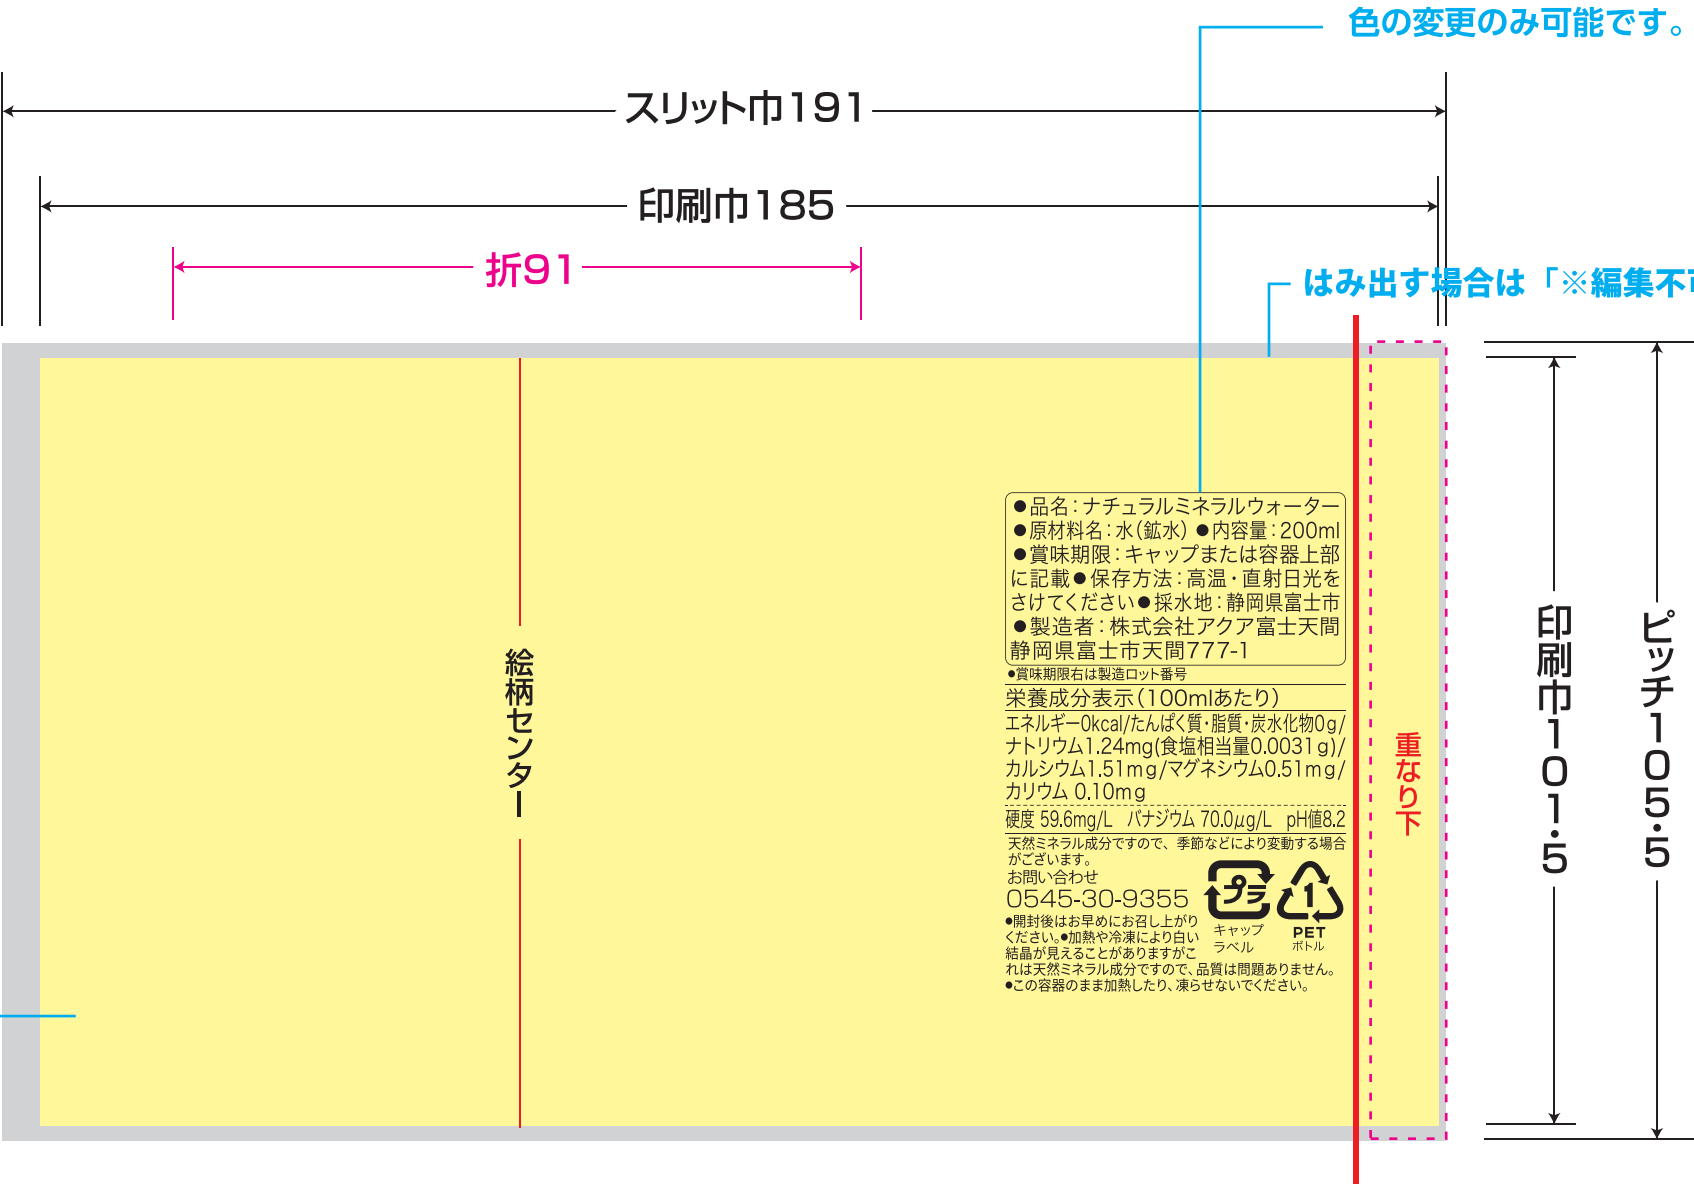 色の変更のみ可能です。
スリット巾191
印刷巾185
折91
はみ出す場合は「※編集不可
絵柄センター
●品名：ナチュラルミネラルウォーター
●原材料名：水（鉱水）●内容量：200ml
●賞味期限：キャップまたは容器上部
に記載●保存方法：高温・直射日光を
さけてください●採水地：静岡県富士市
●製造者：株式会社アクア富士天間
静岡県富士市天間777-1
●賞味期限右は製造ロット番号
栄養成分表示（100mlあたり）
エネルギー0kcal/たんぱく質・脂質・炭水化物0g/
ナトリウム1.24mg(食塩相当量0.0031g)/
カルシウム1.51mg/マグネシウム0.51mg/
カリウム 0.10mg
硬度 59.6mg/L　バナジウム 70.0μg/L　pH値8.2
天然ミネラル成分ですので、季節などにより変動する場合
がございます。
お問い合わせ
0545-30-9355
●開封後はお早めにお召し上がり
ください。●加熱や冷凍により白い
結晶が見えることがありますがこ
れは天然ミネラル成分ですので、品質は問題ありません。
●この容器のまま加熱したり、凍らせないでください。
プラ
キャップ
ラベル
1
PET
ボトル
重なり下
印刷巾101.5
ピッチ105.5